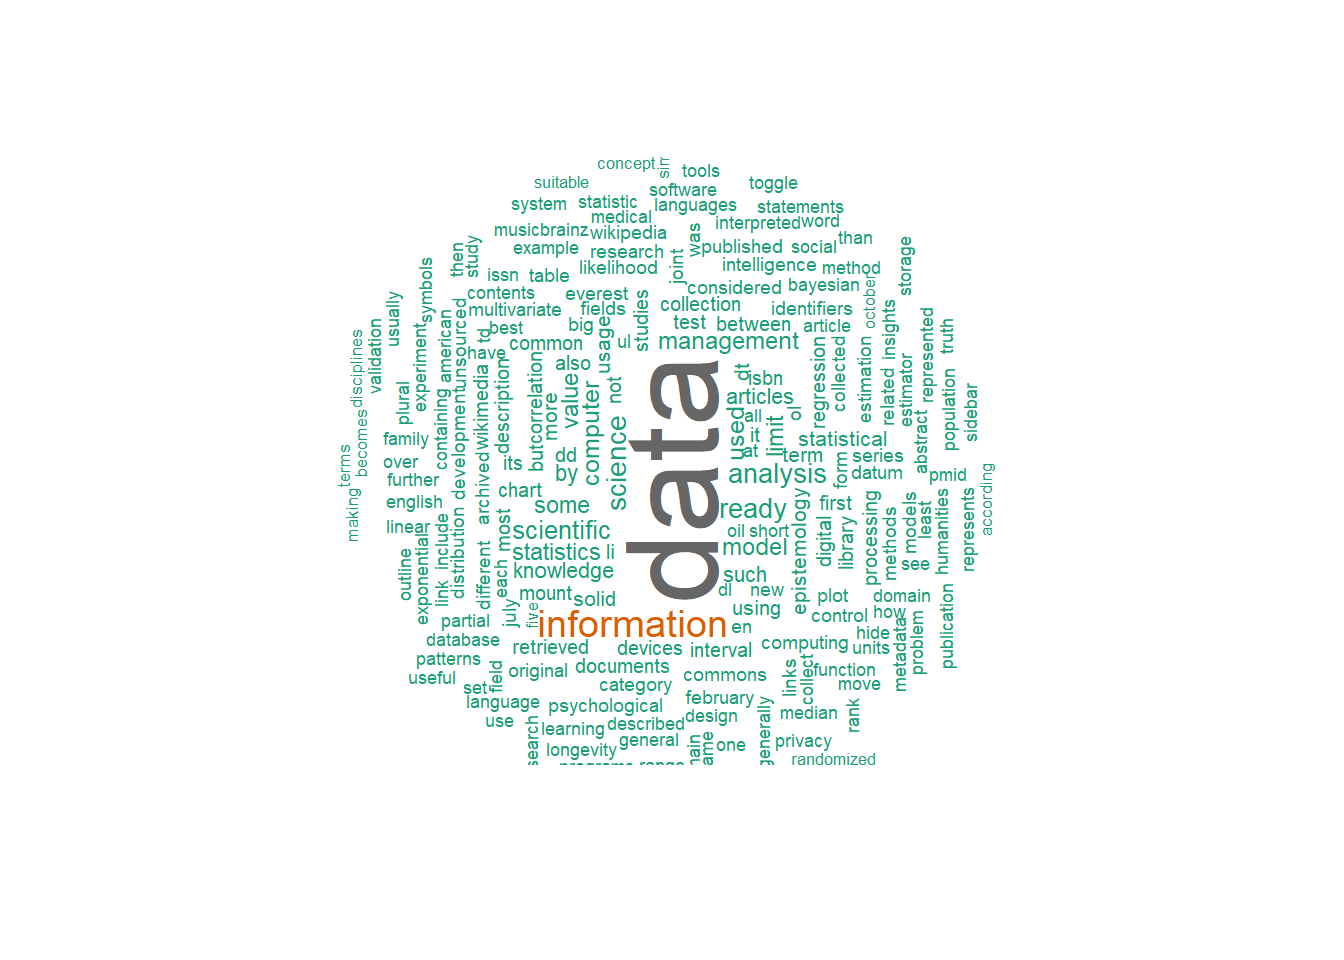 concept
tools
suitable
software
toggle
system
statistic
languages
statements
medical
musicbrainz
wikipedia
was
interpreted
word
then
study
example
research
published
social
than
issn
table
likelihood
joint
intelligence
method
storage
symbols
contents
everest
considered
bayesian
october
usually
multivariate
fields
collection
identifiers
best
big
studies
test
between
article
insights
disciplines
validation
experiment
american
unsourced
td
have
common
usage
ul
management
represented
truth
plural
containing
development
wikimedia
description
correlation
but
also
value
computer
not
data
dt
isbn
articles
regression
collected
estimation
related
estimator
population
sidebar
more
science
used
all
ol
limit
it
at
term
statistical
series
abstract
becomes
terms
family
over
further
archived
its
dd
by
analysis
form
datum
pmid
making
english
chart
some
ready
first
according
linear
distribution
include
link
different
most
each
scientific
oil
short
epistemology
digital
library
processing
methods
models
least
humanities
represents
statistics
li
model
see
outline
exponential
knowledge
such
mount
solid
dl
new
plot
domain
partial
july
five
information
using
en
control
how
hide
database
retrieved
devices
interval
computing
units
metadata
problem
publication
patterns
useful
field
original
documents
commons
links
collect
function
move
set
category
february
language
psychological
use
learning
described
design
generally
median
rank
search
longevity
general
one
privacy
randomized
range